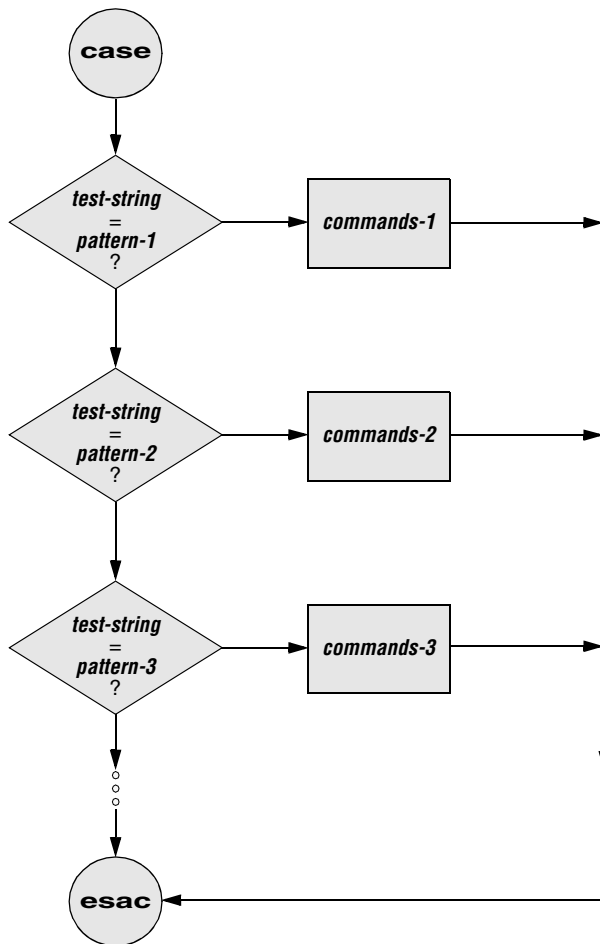 case
test-string
=
pattern-1
?
commands-1
test-string
=
pattern-2
?
commands-2
test-string
=
pattern-3
?
commands-3
esac